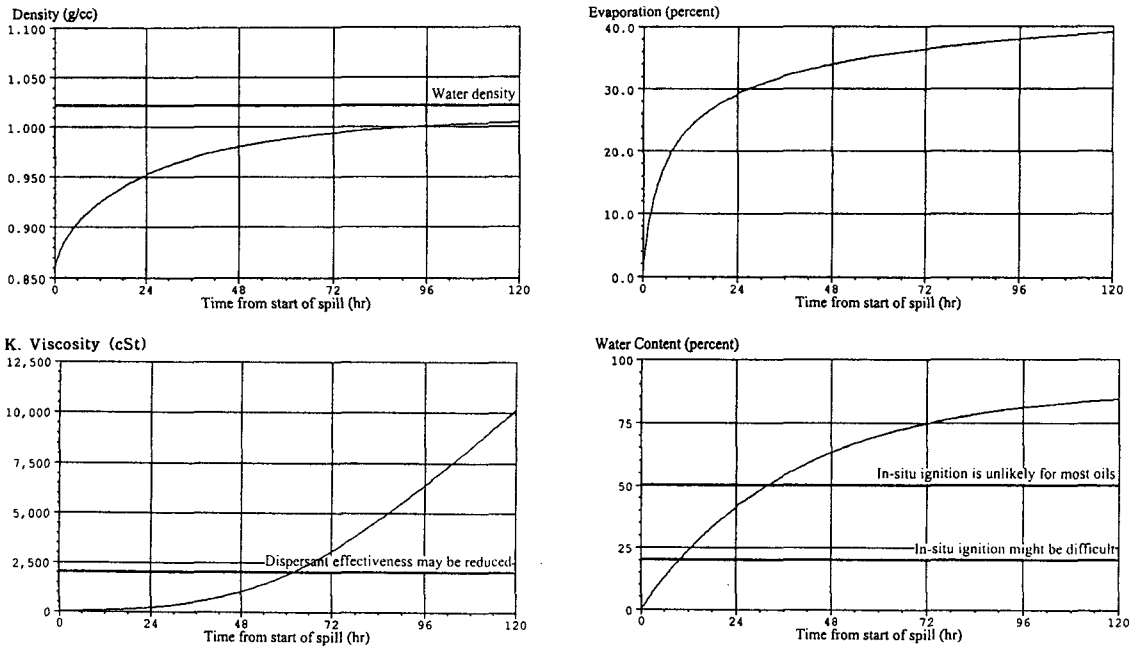 Density (g/cc)
1.100
1.050
1.000
0.950
0.900
0.850
Water density
0 24 48 72 96 120
Time from start of spill (hr)
Evaporation (percent)
40.0
30.0
20.0
10.0
0.0
0 24 48 72 96 120
Time from start of spill (hr)
K. Viscosity (cSt)
12,500
10,000
7,500
5,000
2,500
0
Dispersant effectiveness may be reduced
0 24 48 72 96 120
Time from start of spill (hr)
Water Content (percent)
100
75
50
25
0
In-situ ignition is unlikely for most oils
In-situ ignition might be difficult
0 24 48 72 96 120
Time from start of spill (hr)